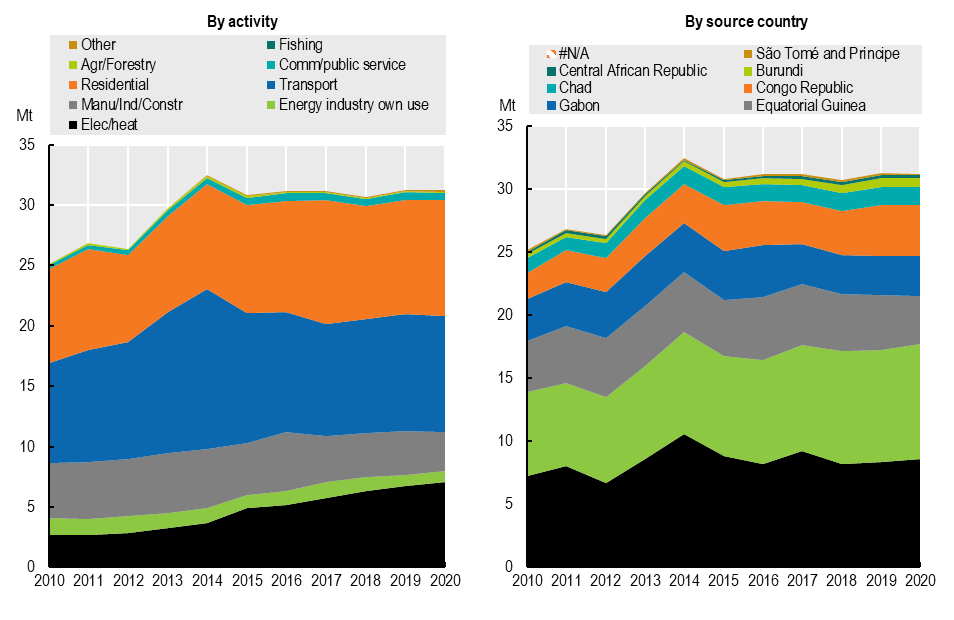 By activity
Other
Fishing
Agr/Forestry
Comm/public service
Residential
Transport
Manu/Ind/Constr
Energy industry own use
Elec/heat
Mt
35
30
25
20
15
10
5
0
2010 2011 2012 2013 2014 2015 2016 2017 2018 2019 2020
By source country
#N/A
São Tomé and Príncipe
Central African Republic
Burundi
Chad
Congo Republic
Gabon
Equatorial Guinea
Mt
35
30
25
20
15
10
5
0
2010 2011 2012 2013 2014 2015 2016 2017 2018 2019 2020